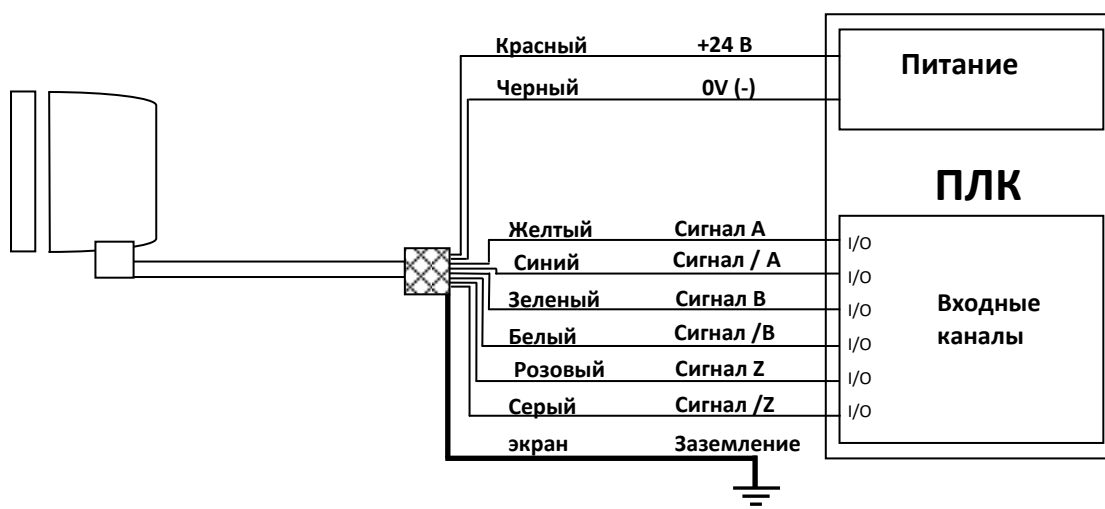 Красный +24 В
Питание
Черный 0V (-)
ПЛК
Желтый Сигнал A I/O
Синий Сигнал / A I/O
Зеленый Сигнал B I/O
Входные
каналы
Белый Сигнал /B I/O
Розовый Сигнал Z I/O
Серый Сигнал /Z I/O
экран Заземление